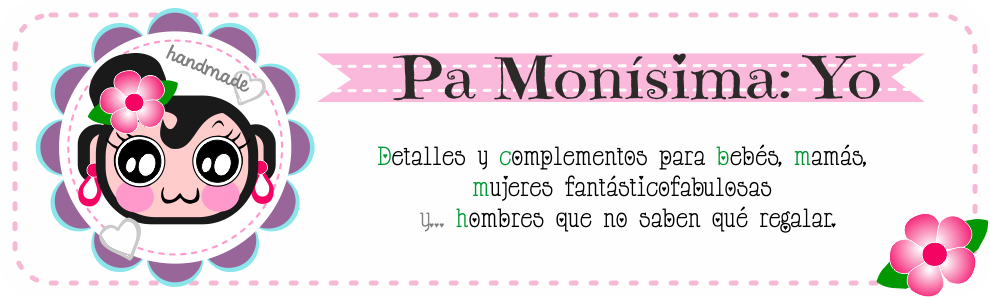 handmade
Pa Monísima: Yo
Detalles y complementos para bebés, mamás,
mujeres fantásticofabulosas
y... hombres que no saben qué regalar.